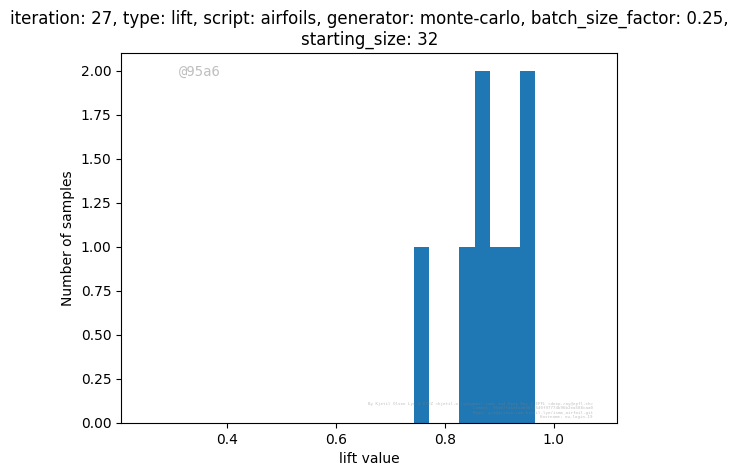 iteration: 27, type: lift, script: airfoils, generator: monte-carlo, batch_size_factor: 0.25,
starting_size: 32
@95a6
2.00
1.75
1.50
1.25
1.00
0.75
0.50
0.25
0.00
Number of samples
0.4
0.6
0.8
1.0
lift value